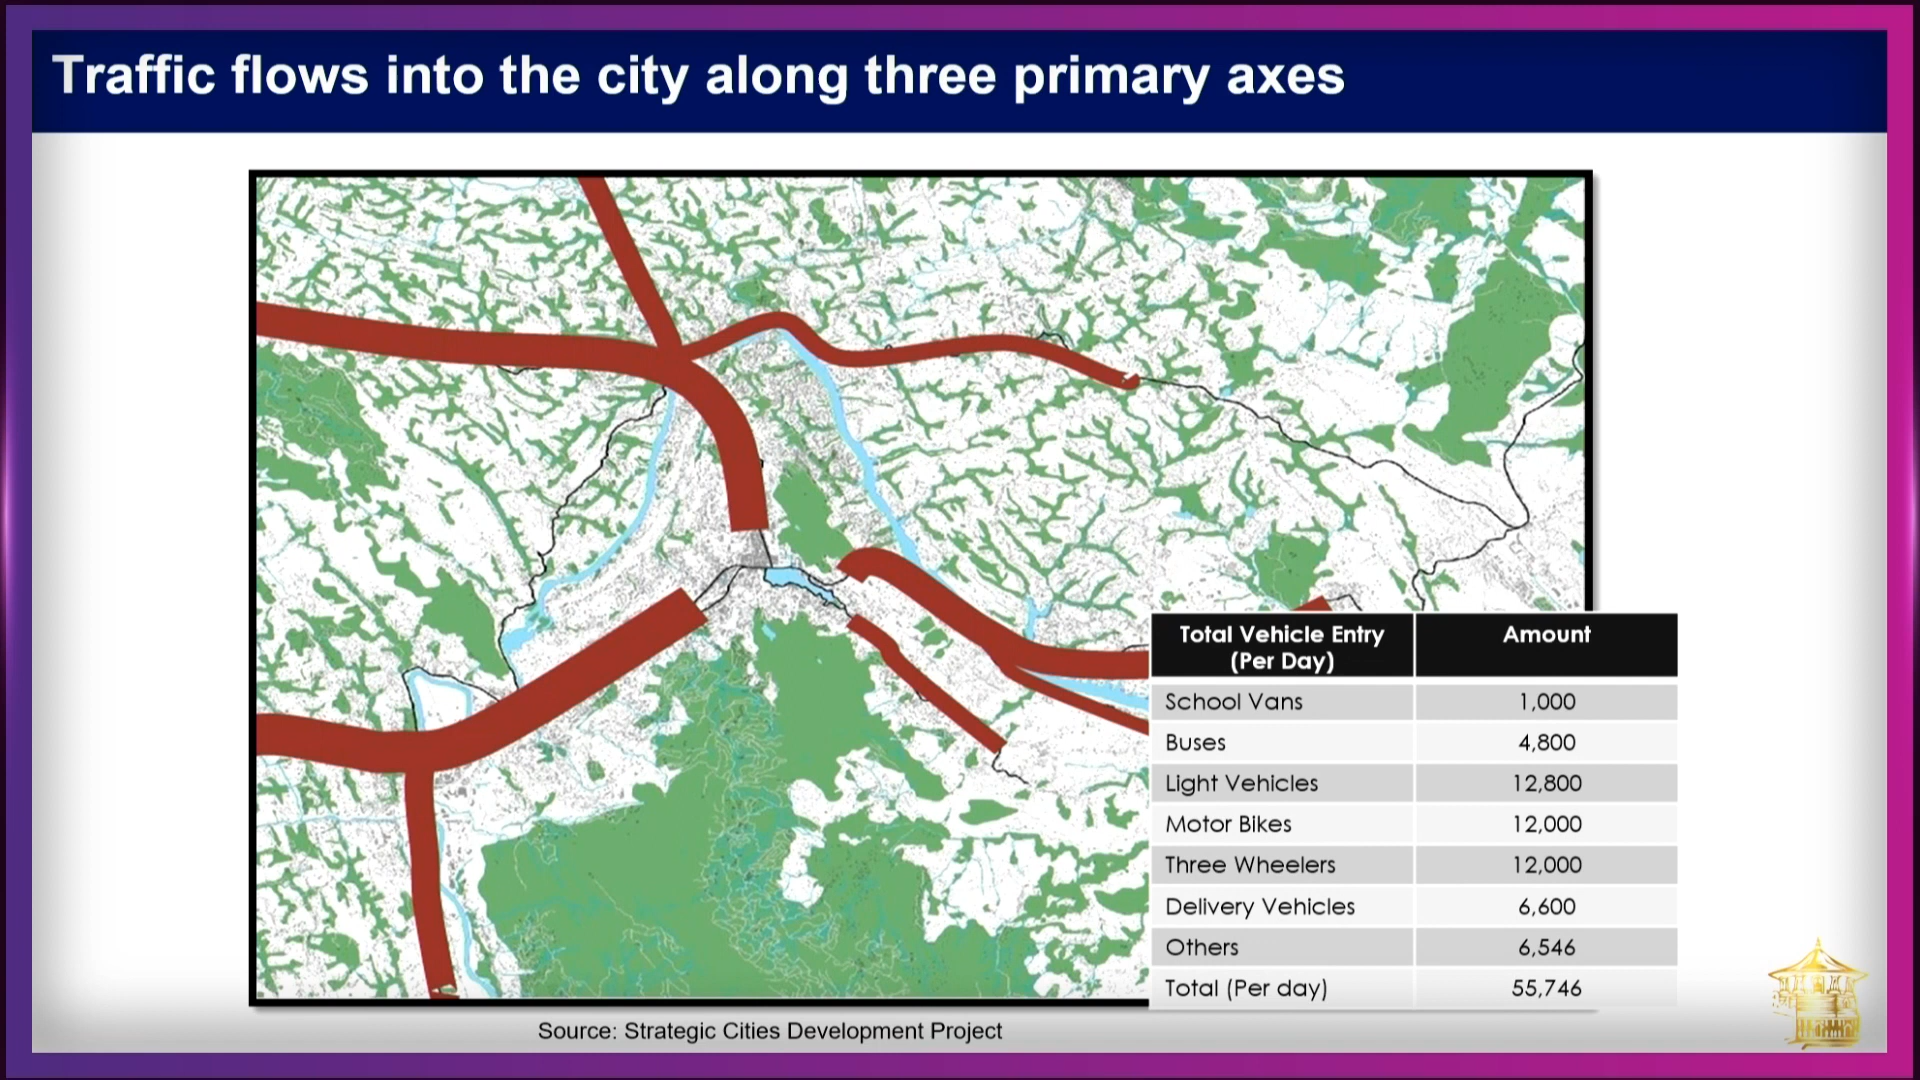 Traffic flows into the city along three primary axes
Total Vehicle Entry (Per Day) Amount
School Vans 1,000
Buses 4,800
Light Vehicles 12,800
Motor Bikes 12,000
Three Wheelers 12,000
Delivery Vehicles 6,600
Others 6,546
Total (Per day) 55,746
Source: Strategic Cities Development Project